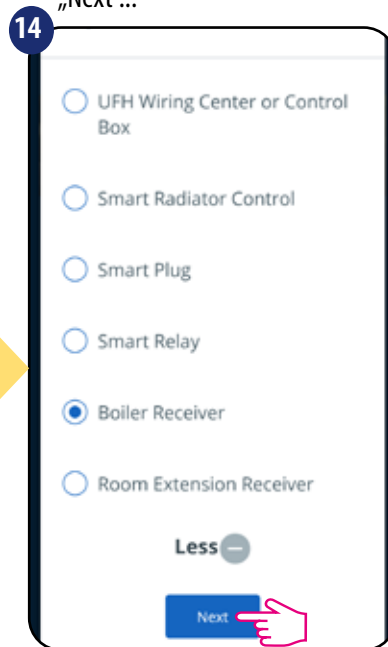 „Next"...
14
UFH Wiring Center or Control
Box
Smart Radiator Control
Smart Plug
Smart Relay
Boiler Receiver
Room Extension Receiver
Less
Next